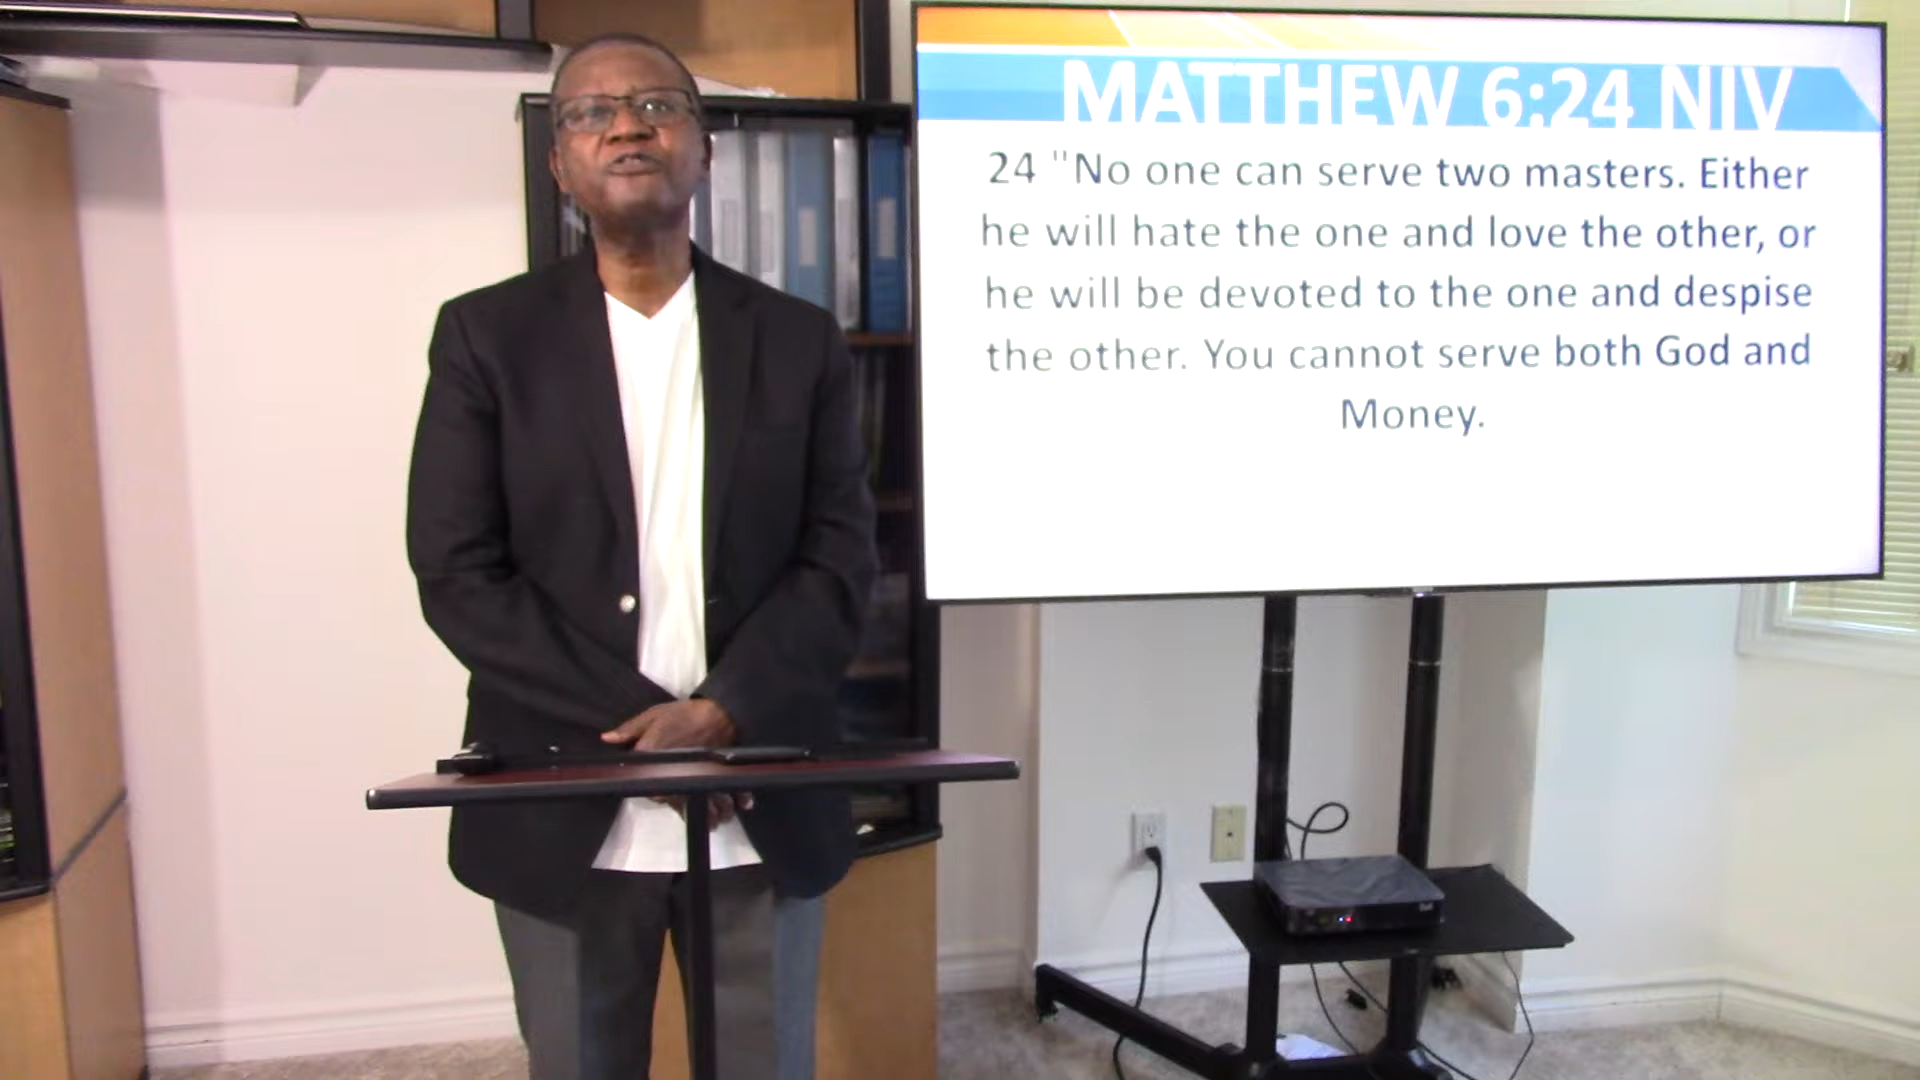 MATTHEW 6:24 NIV
24 "No one can serve two masters. Either
he will hate the one and love the other, or
he will be devoted to the one and despise
the other. You cannot serve both God and
Money.